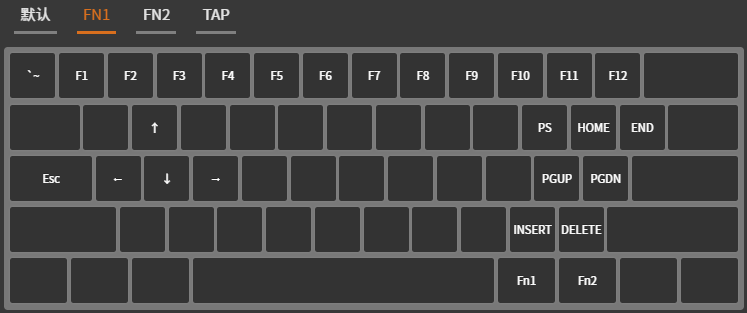 默认 FN1 FN2 TAP
`~ F1 F2 F3 F4 F5 F6 F7 F8 F9 F10 F11 F12
↑ PS HOME END
Esc ← ↓ → PGUP PGDN
INSERT DELETE
Fn1 Fn2